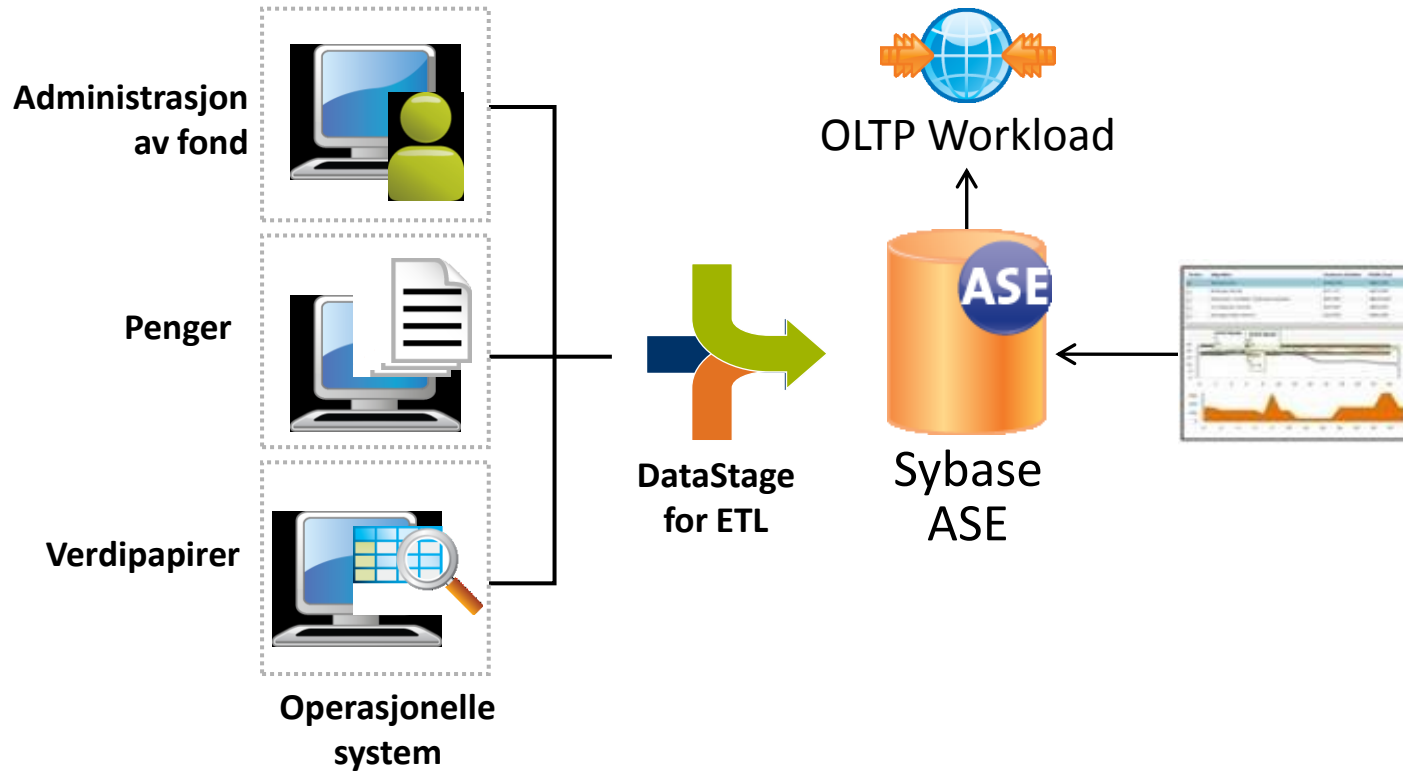 Administrasjon
av fond
Penger
Verdipapirer
Operasjonelle
system
DataStage
for ETL
OLTP Workload
ASE
Sybase
ASE